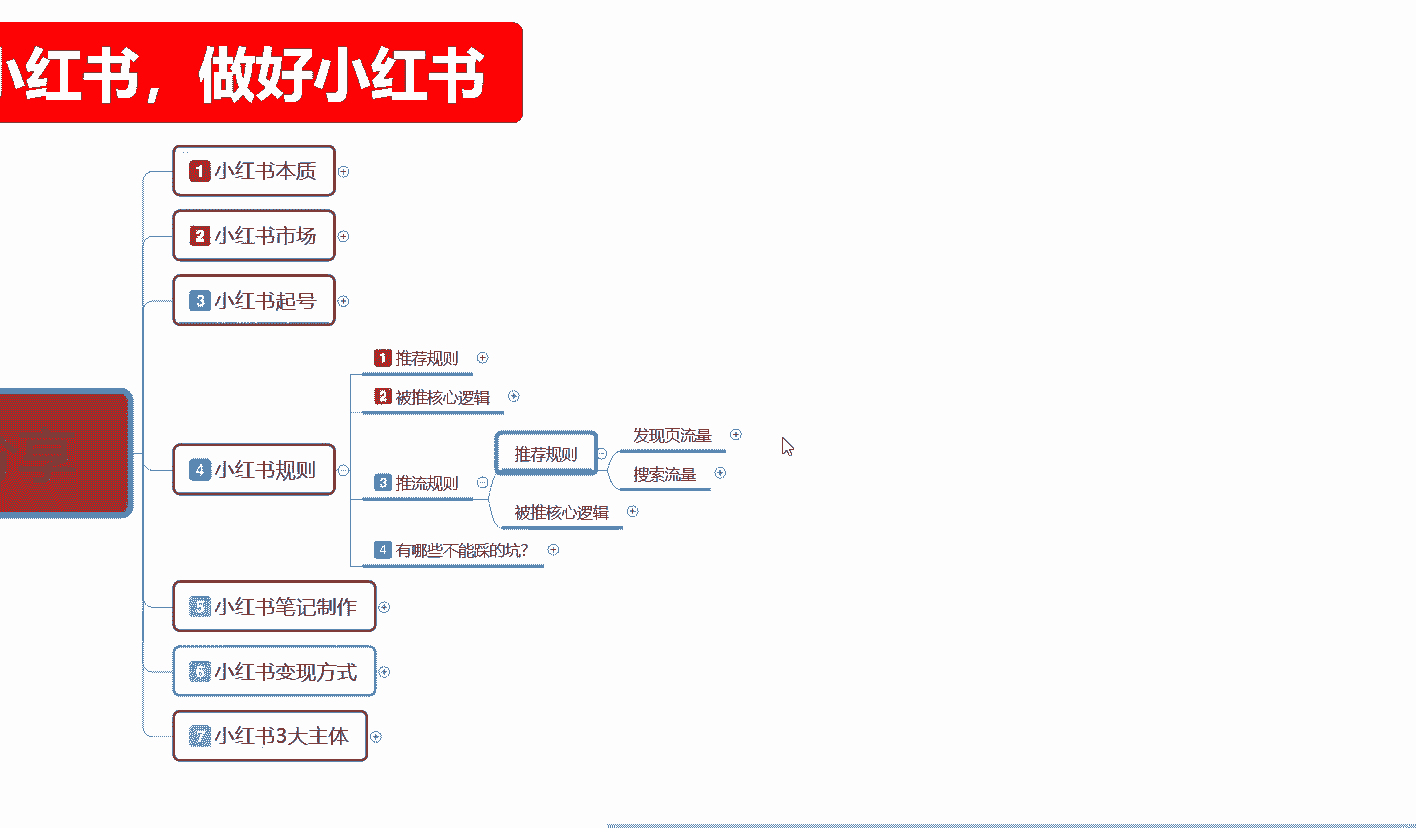 小红书，做好小红书
1 小红书本质
2 小红书市场
3 小红书起号
4 小红书规则
1 推荐规则
2 被推核心逻辑
3 推流规则
推荐规则
发现页流量
搜索流量
被推核心逻辑
4 有哪些不能踩的坑？
5 小红书笔记制作
6 小红书变现方式
7 小红书3大主体